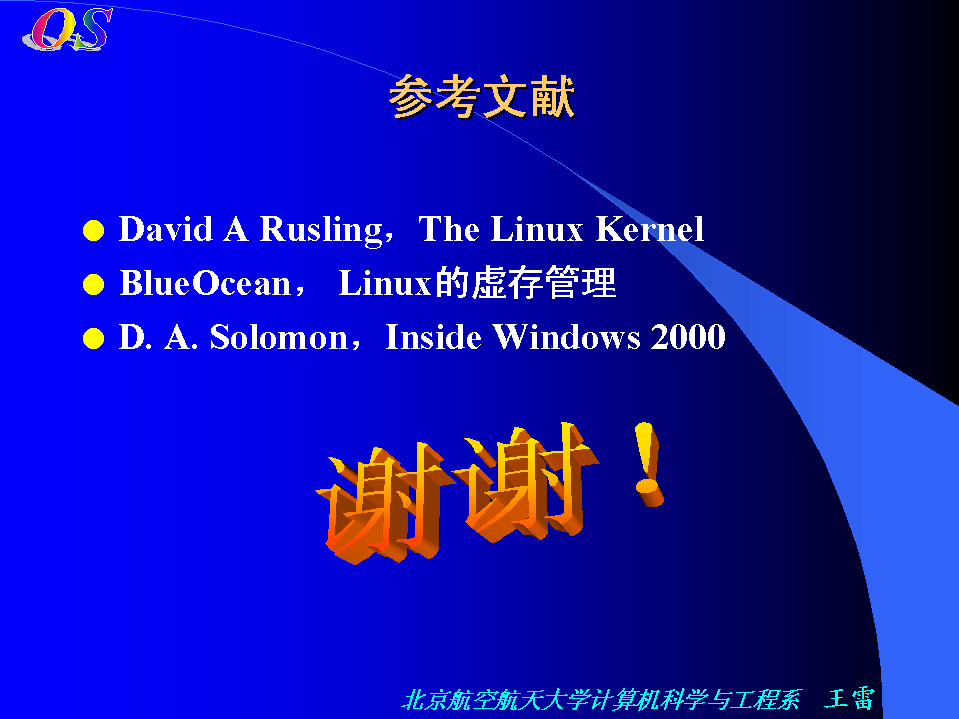 OS
参考文献
David A Rusling，The Linux Kernel
BlueOcean， Linux的虚存管理
D. A. Solomon，Inside Windows 2000
谢谢！
北京航空航天大学计算机科学与工程系 王雷